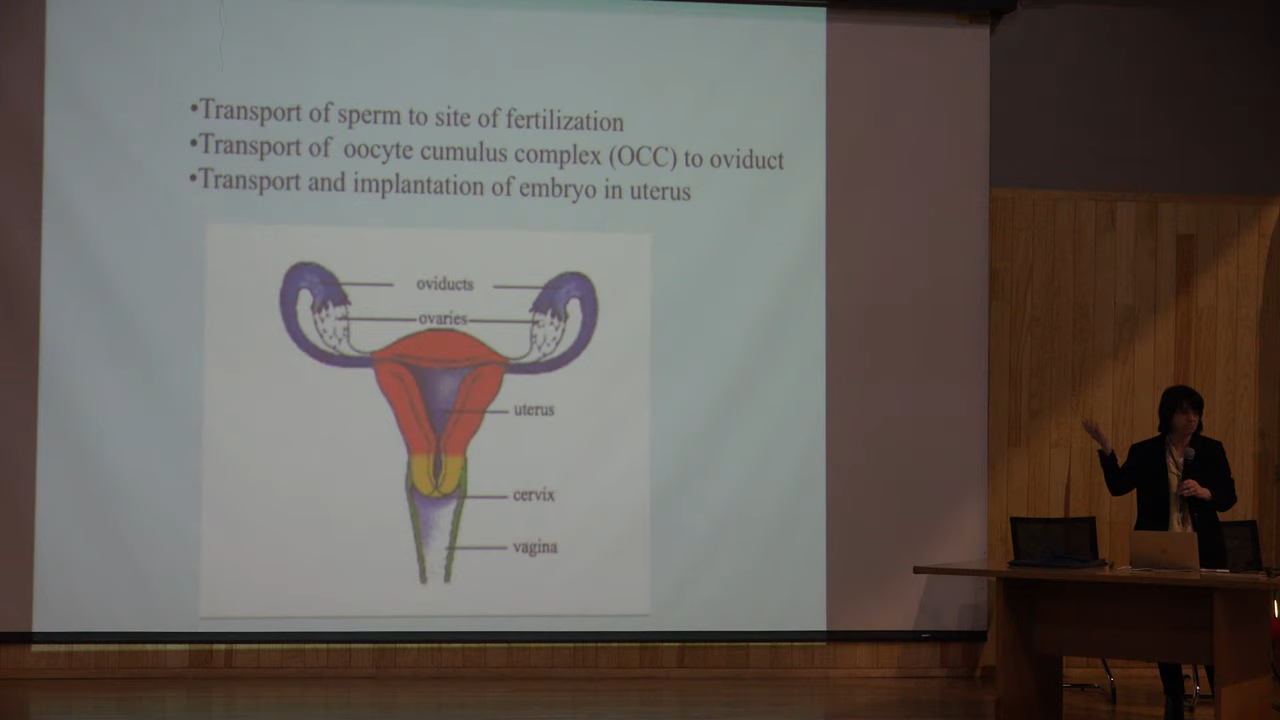 •Transport of sperm to site of fertilization
•Transport of oocyte cumulus complex (OCC) to oviduct
•Transport and implantation of embryo in uterus
oviducts
ovaries
uterus
cervix
vagina